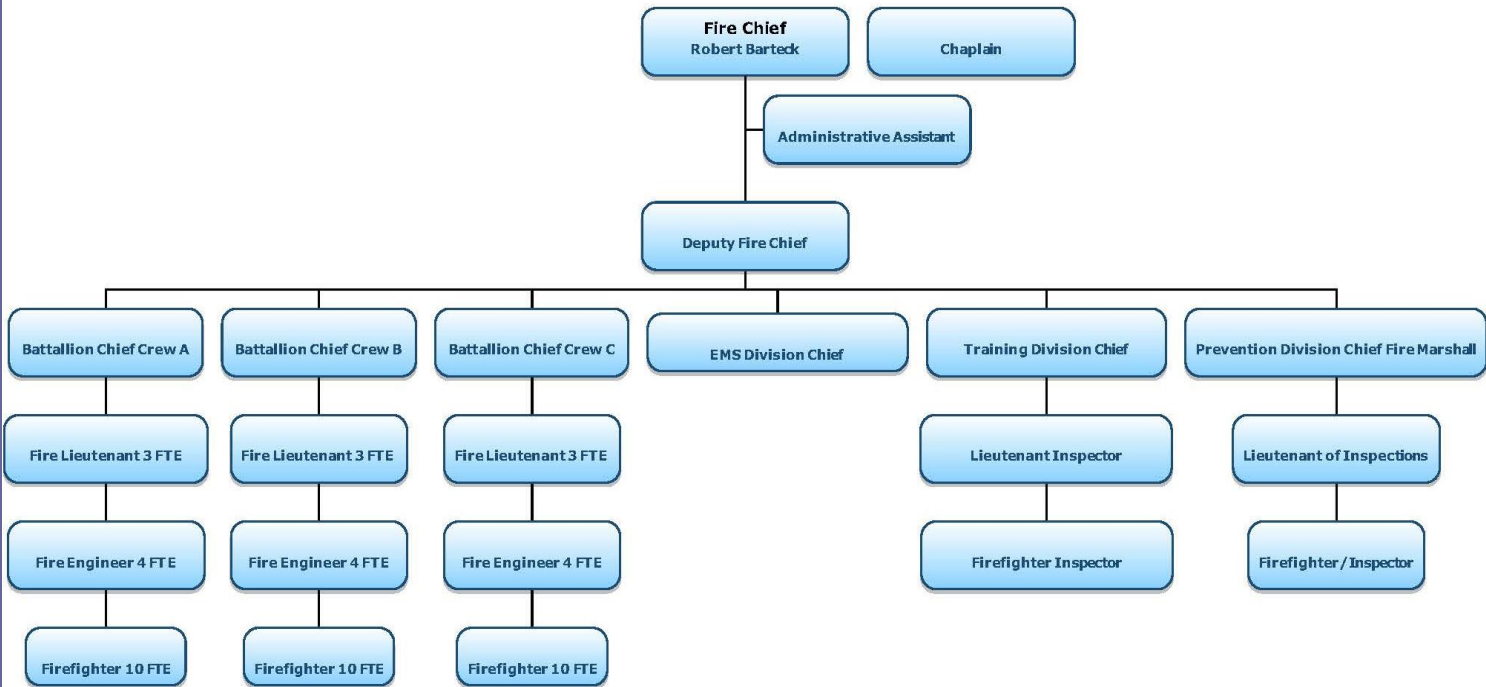 Fire Chief
Robert Barteck
Chaplain
Administrative Assistant
Deputy Fire Chief
Battallion Chief Crew A
Battallion Chief Crew B
Battallion Chief Crew C
EMS Division Chief
Training Division Chief
Prevention Division Chief Fire Marshall
Fire Lieutenant 3 FTE
Fire Lieutenant 3 FTE
Fire Lieutenant 3 FTE
Lieutenant Inspector
Lieutenant of Inspections
Fire Engineer 4 FTE
Fire Engineer 4 FTE
Fire Engineer 4 FTE
Firefighter Inspector
Firefighter/Inspector
Firefighter 10 FTE
Firefighter 10 FTE
Firefighter 10 FTE